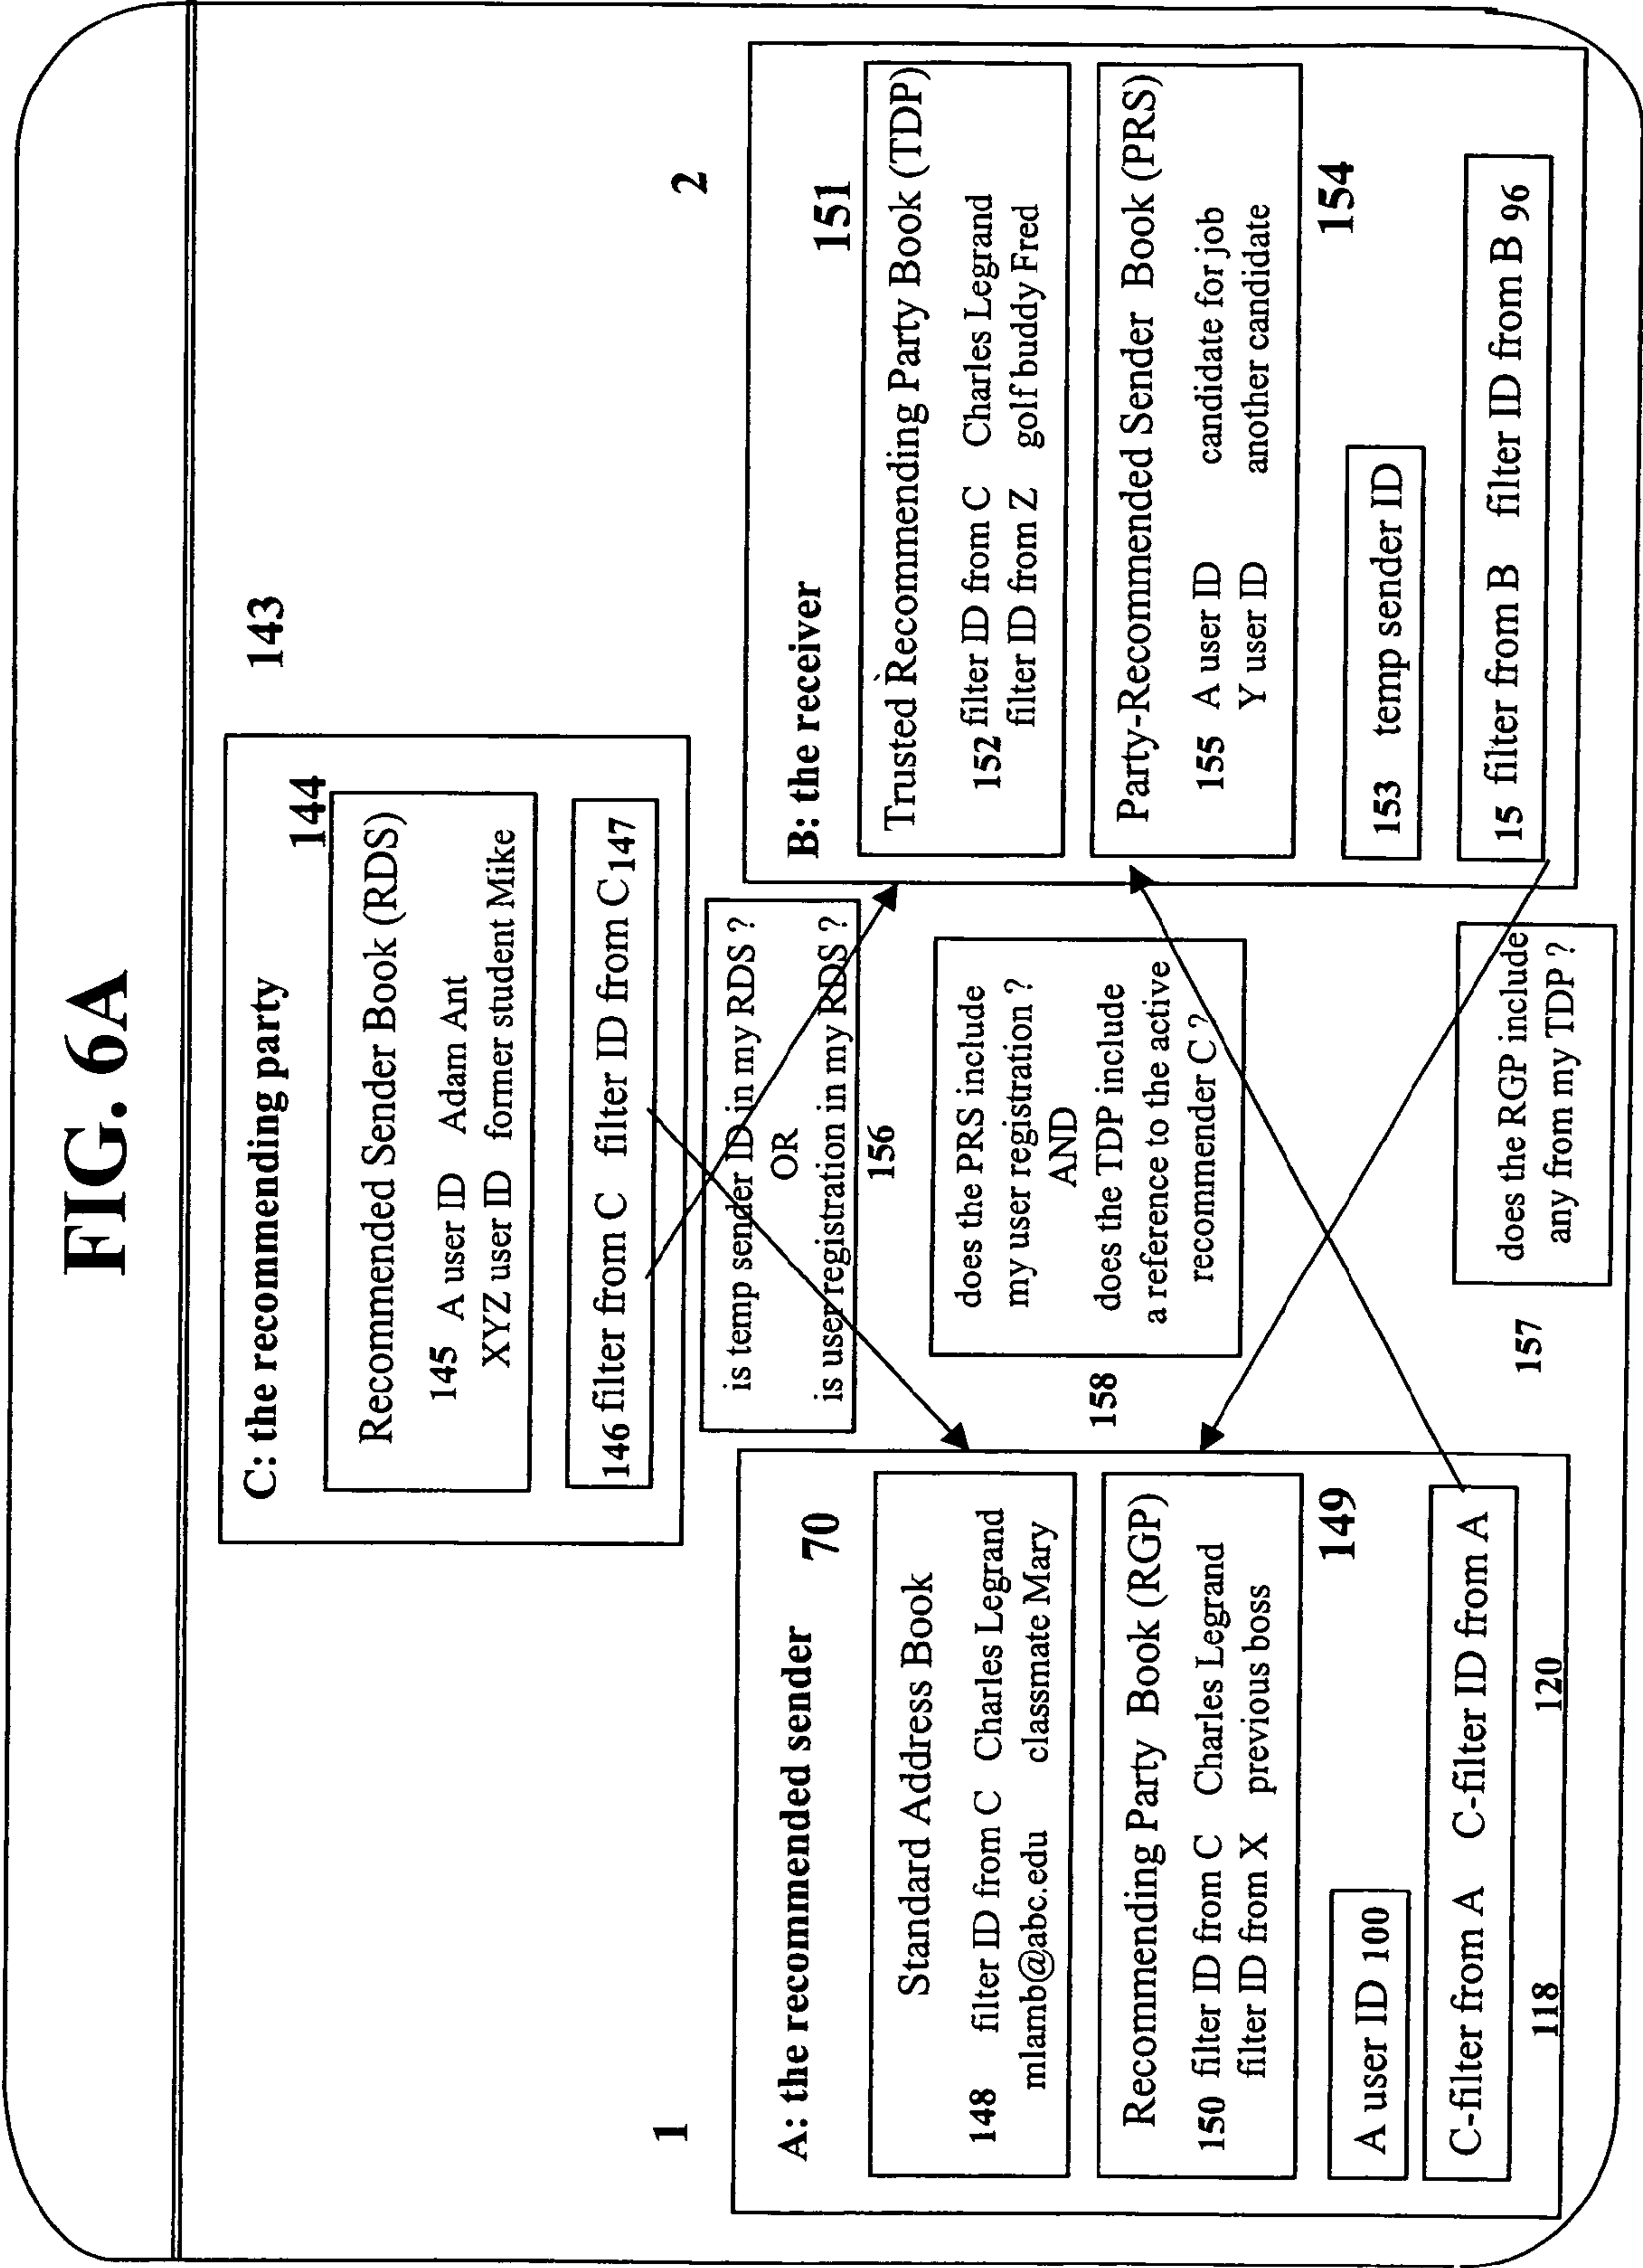 FIG. 6A
143
C: the recommending party
144
Recommended Sender Book (RDS)
145 A user ID Adam Ant
XYZ user ID former student Mike
146 filter from C filter ID from C 147
1
A: the recommended sender
70
Standard Address Book
148 filter ID from C Charles Legrand
mlamb@abc.edu classmate Mary
Recommending Party Book (RGP)
150 filter ID from C Charles Legrand
filter ID from X previous boss
149
A user ID 100
C-filter from A C-filter ID from A
118 120
is temp sender ID in my RDS ?
OR
is user registration in my RDS ?
156
does the PRS include
my user registration ?
AND
does the TDP include
a reference to the active
recommender C ?
158
does the RGP include
any from my TDP ?
157
2
B: the receiver
151
Trusted Recommending Party Book (TDP)
152 filter ID from C Charles Legrand
filter ID from Z golf buddy Fred
Party-Recommended Sender Book (PRS)
155 A user ID candidate for job
Y user ID another candidate
154
153 temp sender ID
15 filter from B filter ID from B 96